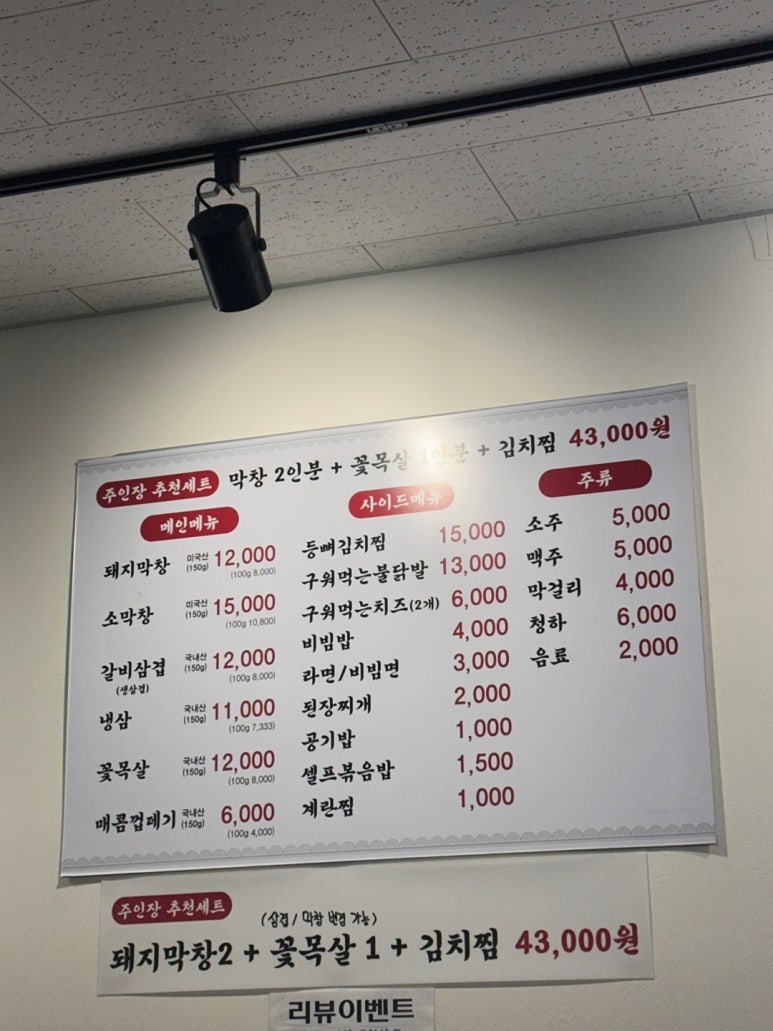 주인장 추천세트 막창 2인분 + 꽃목살 1인분 + 김치찜 43,000원
메인메뉴
돼지막창 미국산 (150g) 12,000
(100g 8,000)
소막창 미국산 (150g) 15,000
(100g 10,800)
갈비삼겹 국내산 (150g) 12,000
(생삼겹) (100g 8,000)
냉삼 국내산 (150g) 11,000
(100g 7,333)
꽃목살 국내산 (150g) 12,000
(100g 8,000)
매콤껍데기 국내산 (150g) 6,000
(100g 4,000)
사이드메뉴
등뼈김치찜 15,000
구워먹는불닭발 13,000
구워먹는치즈(2개) 6,000
비빔밥 4,000
라면/비빔면 3,000
된장찌개 2,000
공기밥 1,000
셀프볶음밥 1,500
계란찜 1,000
주류
소주 5,000
맥주 5,000
막걸리 4,000
청하 6,000
음료 2,000
주인장 추천세트
(삼겹/막창 변경 가능)
돼지막창2 + 꽃목살 1 + 김치찜 43,000원
리뷰이벤트